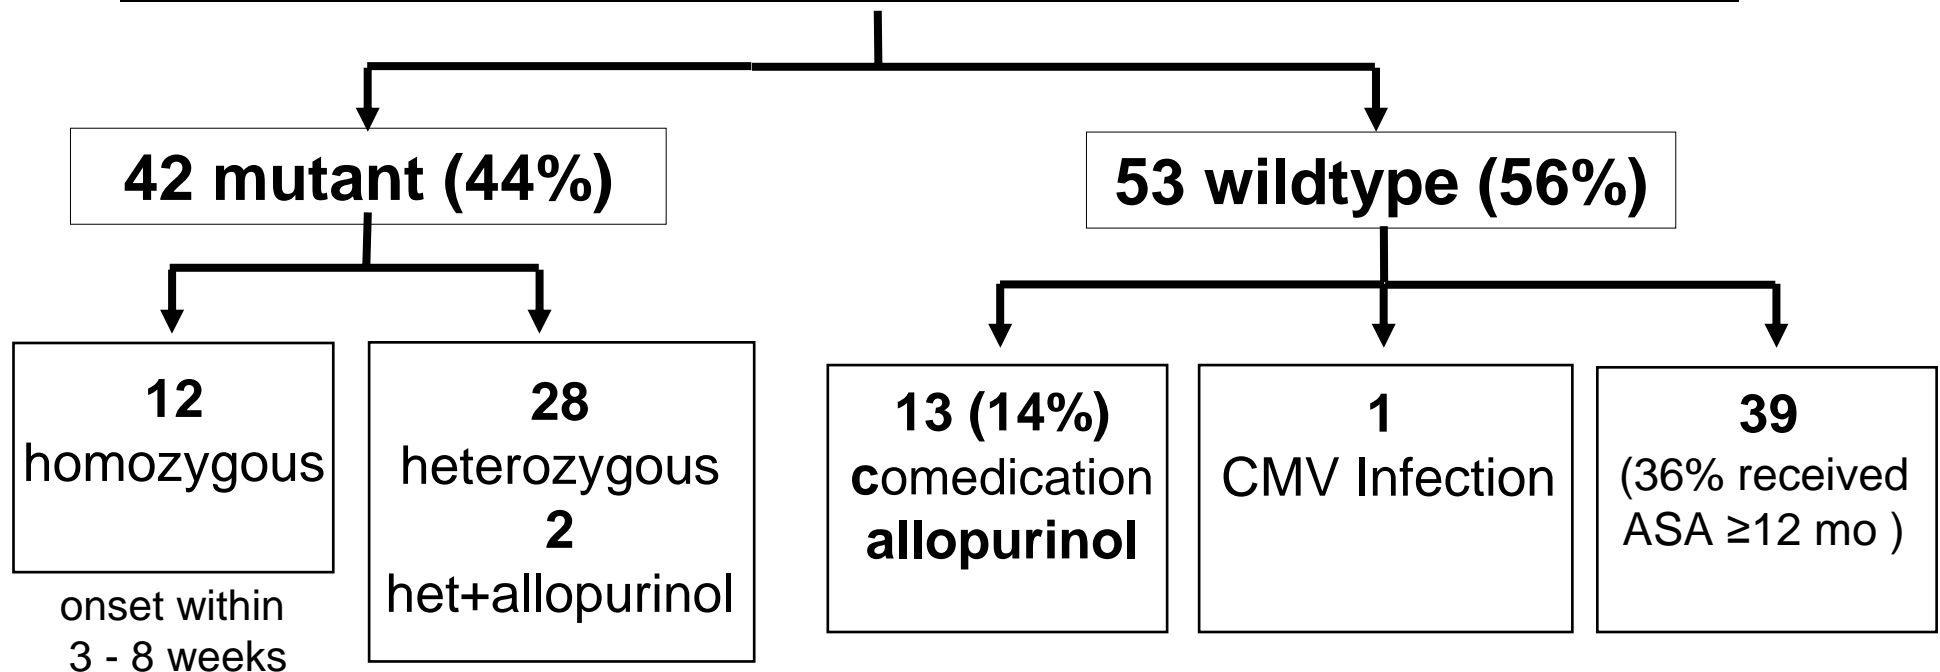 42 mutant (44%)
53 wildtype (56%)
12
homozygous
onset within
3 - 8 weeks
28
heterozygous
2
het+allopurinol
13 (14%)
comedication
allopurinol
1
CMV Infection
39
(36% received
ASA ≥12 mo )